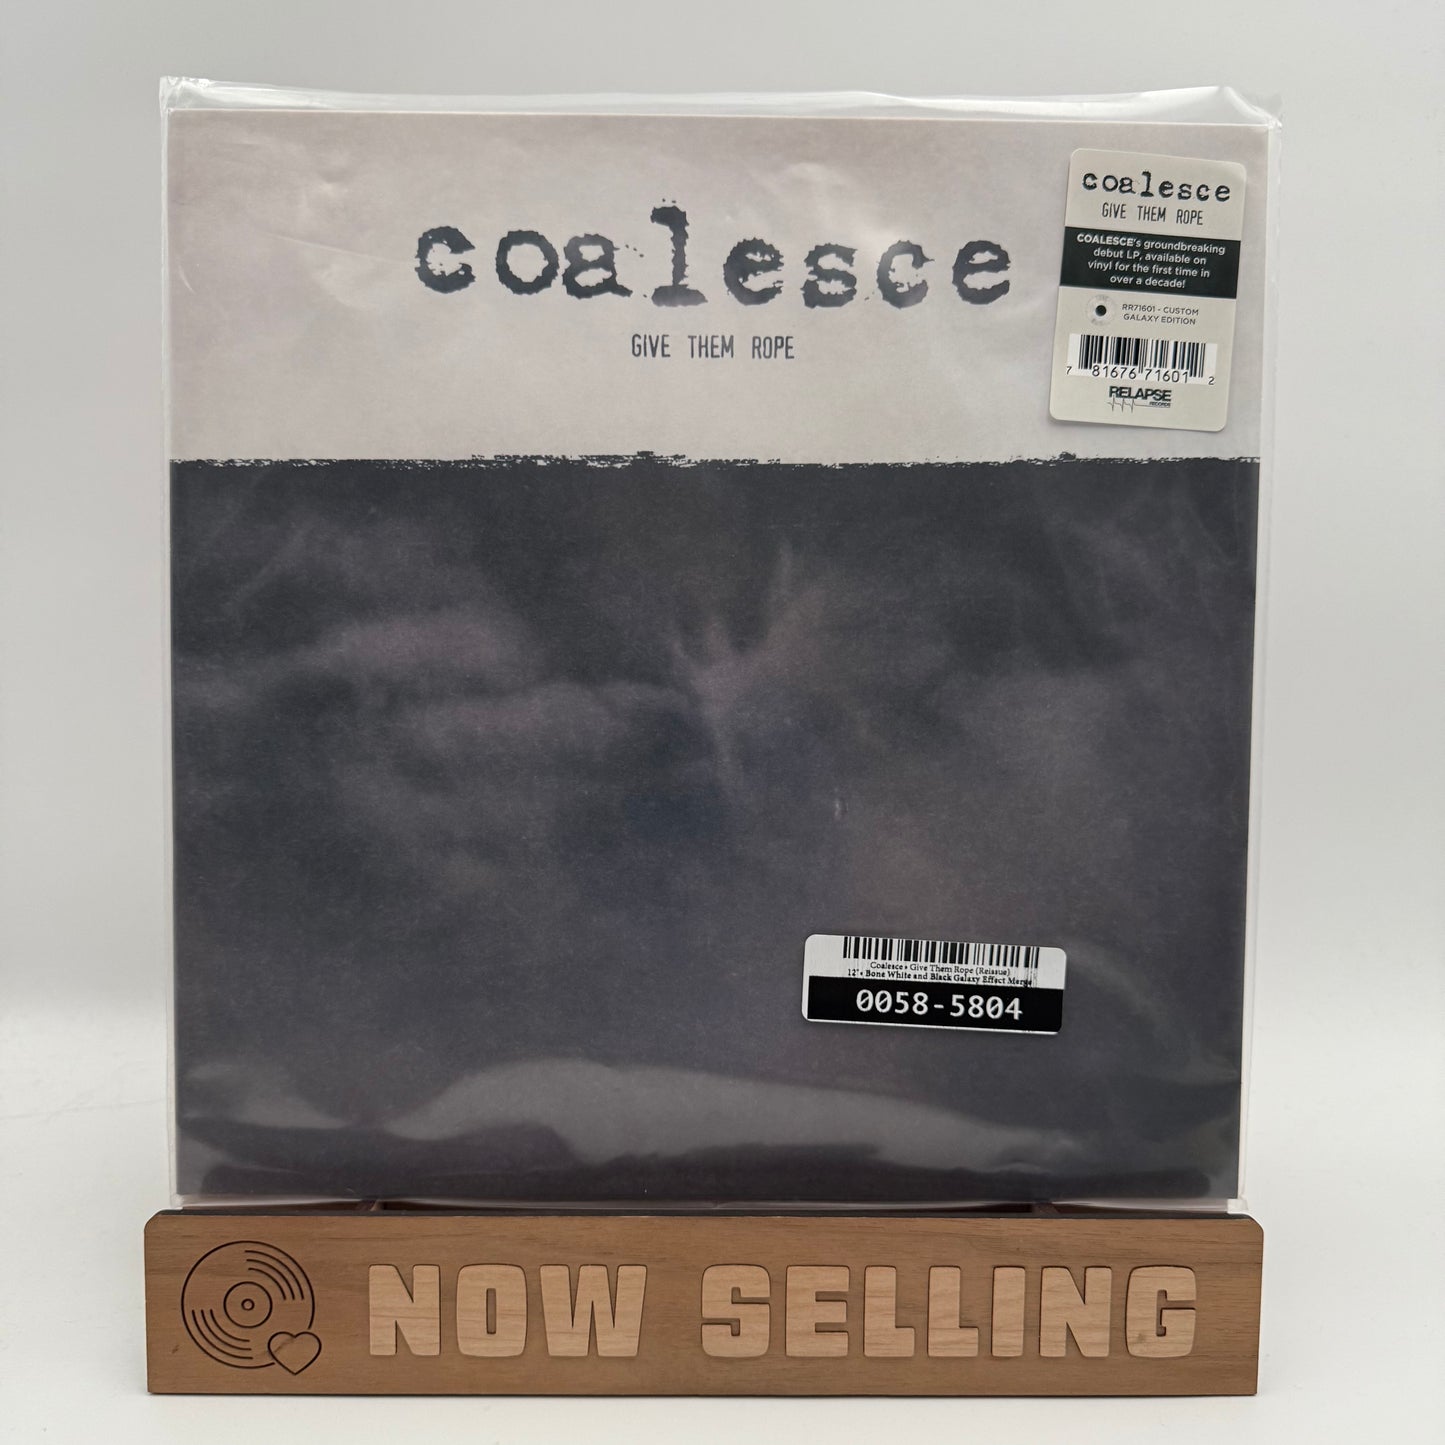 coalesce
GIVE THEM ROPE
coalesce
GIVE THEM ROPE
COALESCE's groundbreaking
debut LP, available on
vinyl for the first time in
over a decade!
RR71601 - CUSTOM
GALAXY EDITION
7 81676 71601 2
RELAPSE
RECORDS
Coalesce • Give Them Rope (Reissue)
12" • Bone White and Black Galaxy Effect Merge
0058-5804
NOW SELLING